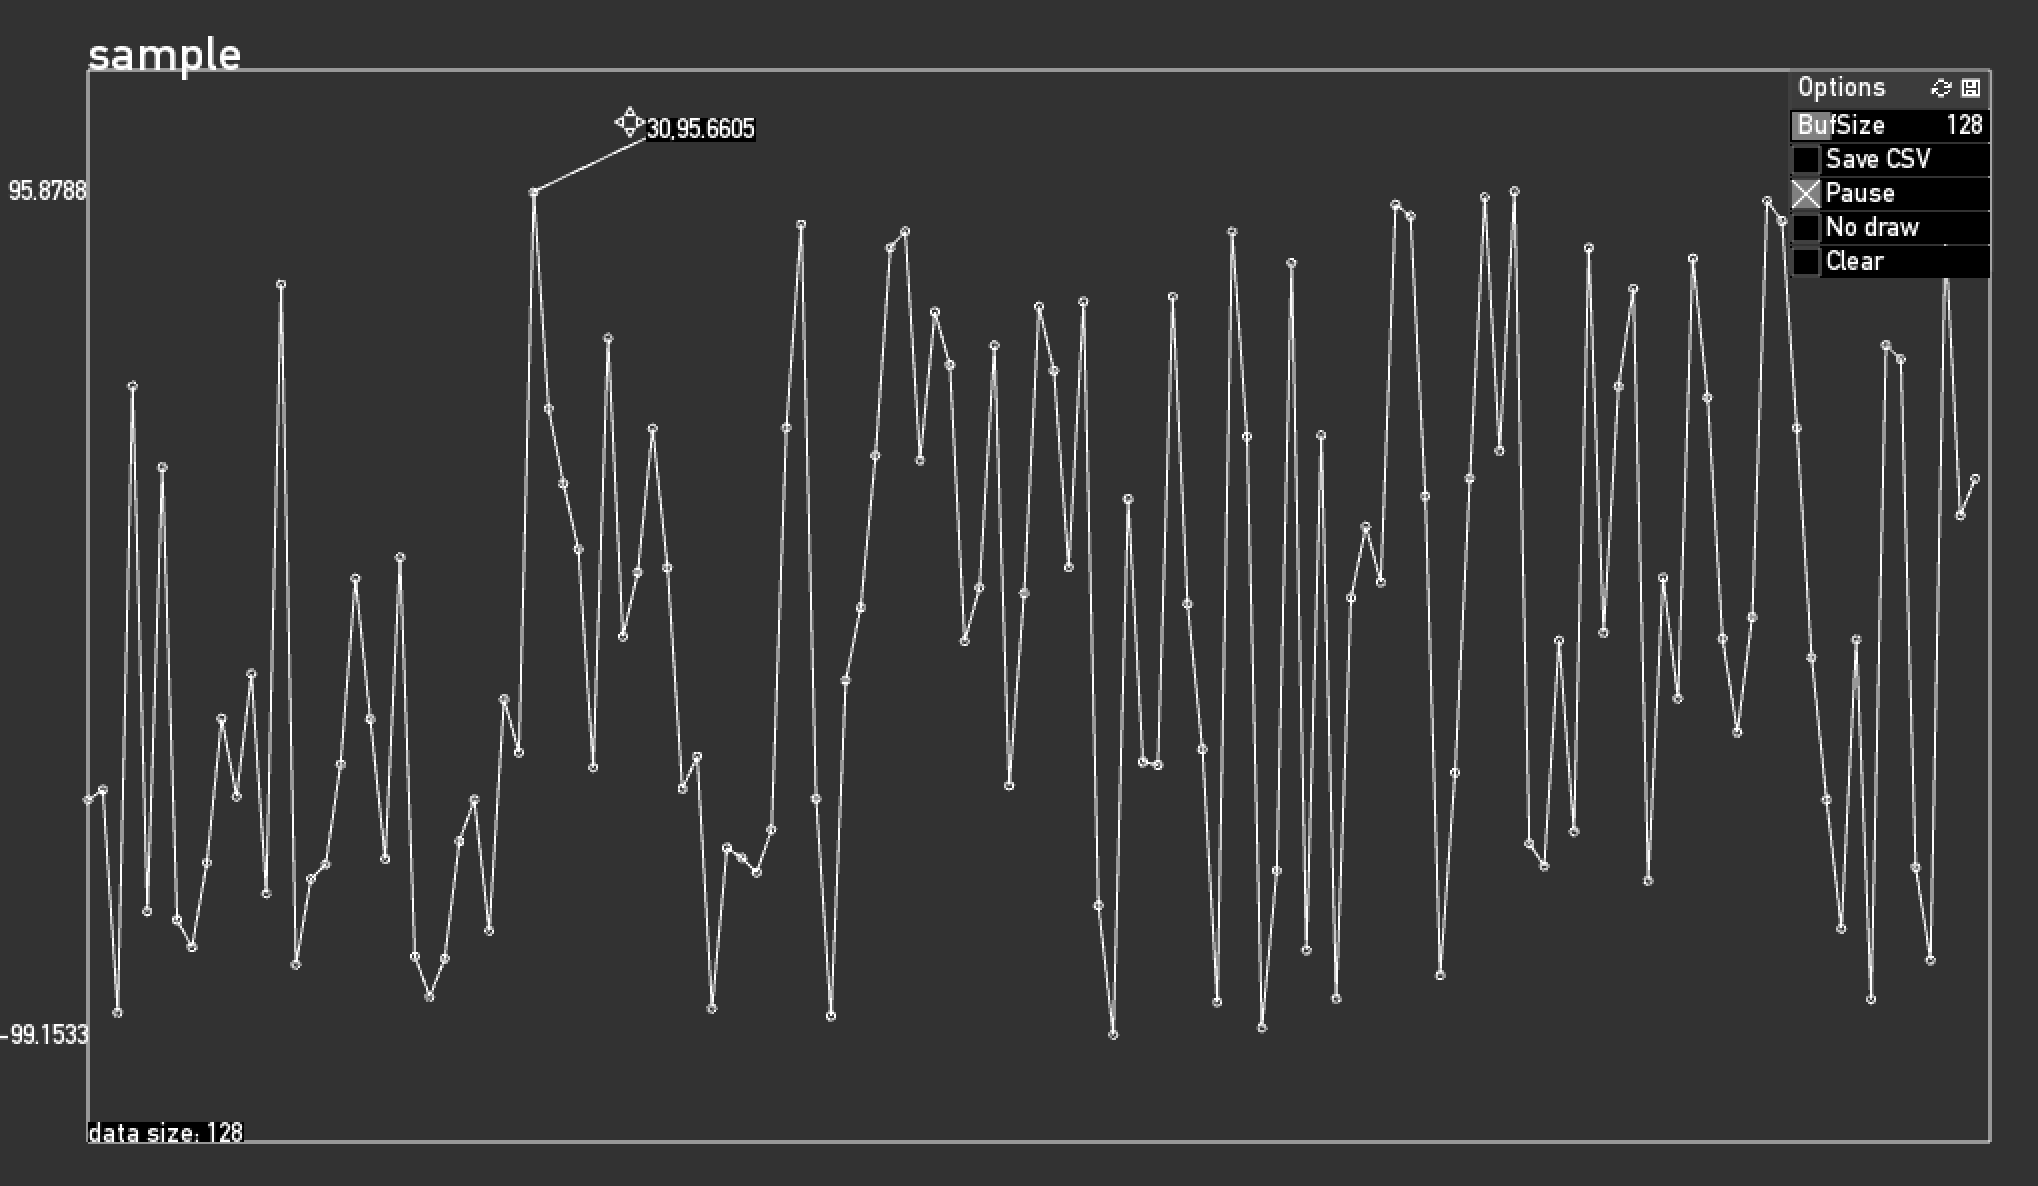 sample
Options
30,95.6605
BufSize 128
Save CSV
95.8788
Pause
No draw
Clear
-99.1533
data size: 128